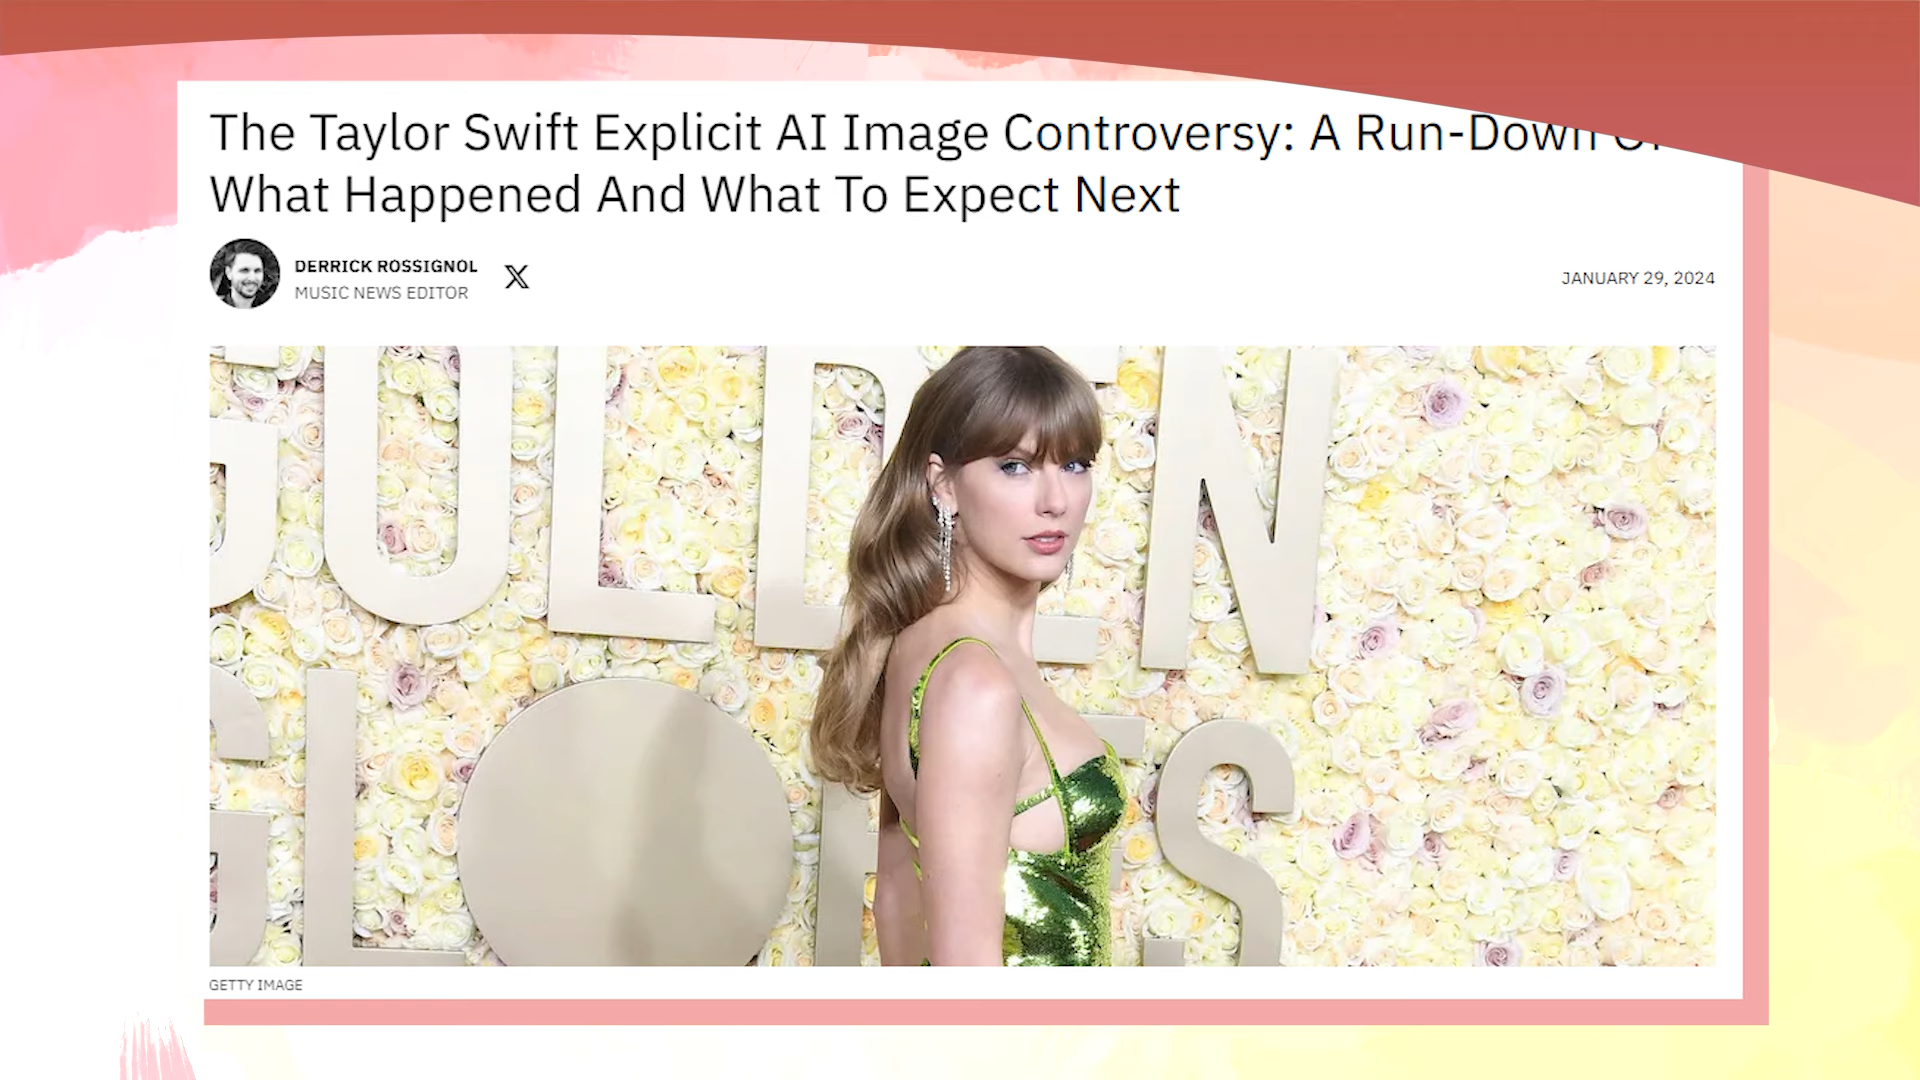 The Taylor Swift Explicit AI Image Controversy: A Run-Down
What Happened And What To Expect Next
DERRICK ROSSIGNOL
MUSIC NEWS EDITOR
JANUARY 29, 2024
GOLDEN
GLOBES
GETTY IMAGE